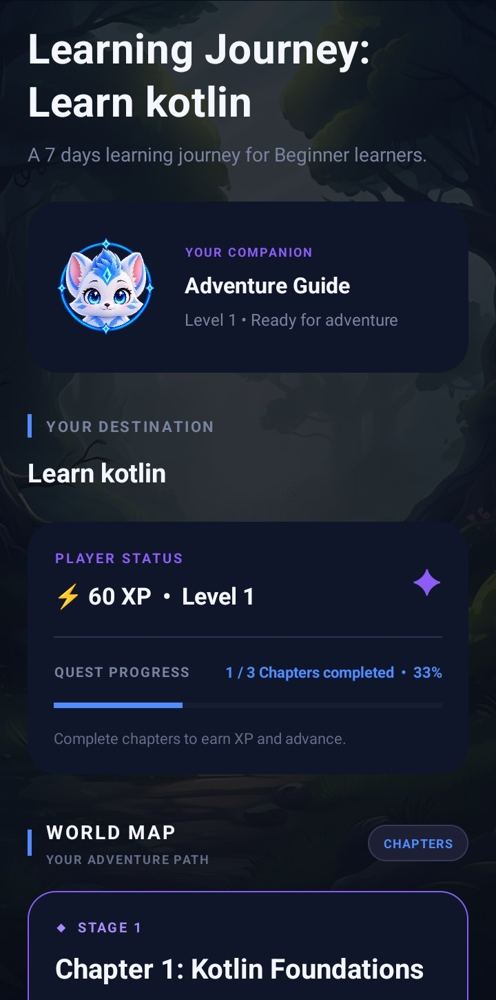 Learning Journey:
Learn kotlin
A 7 days learning journey for Beginner learners.
YOUR COMPANION
Adventure Guide
Level 1 • Ready for adventure
YOUR DESTINATION
Learn kotlin
PLAYER STATUS
⚡ 60 XP • Level 1
QUEST PROGRESS 1 / 3 Chapters completed • 33%
Complete chapters to earn XP and advance.
WORLD MAP
YOUR ADVENTURE PATH
CHAPTERS
◆ STAGE 1
Chapter 1: Kotlin Foundations